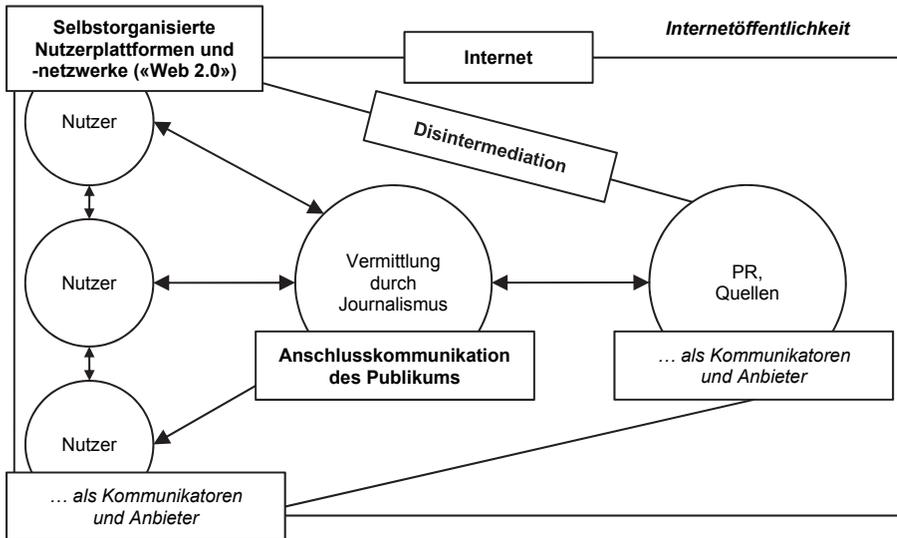 Selbstorganisierte
Nutzerplattformen und
-netzwerke («Web 2.0»)
Internet
Internetöffentlichkeit
Nutzer
Disintermediation
Nutzer
Vermittlung
durch
Journalismus
PR,
Quellen
Anschlusskommunikation
des Publikums
… als Kommunikatoren
und Anbieter
Nutzer
… als Kommunikatoren
und Anbieter